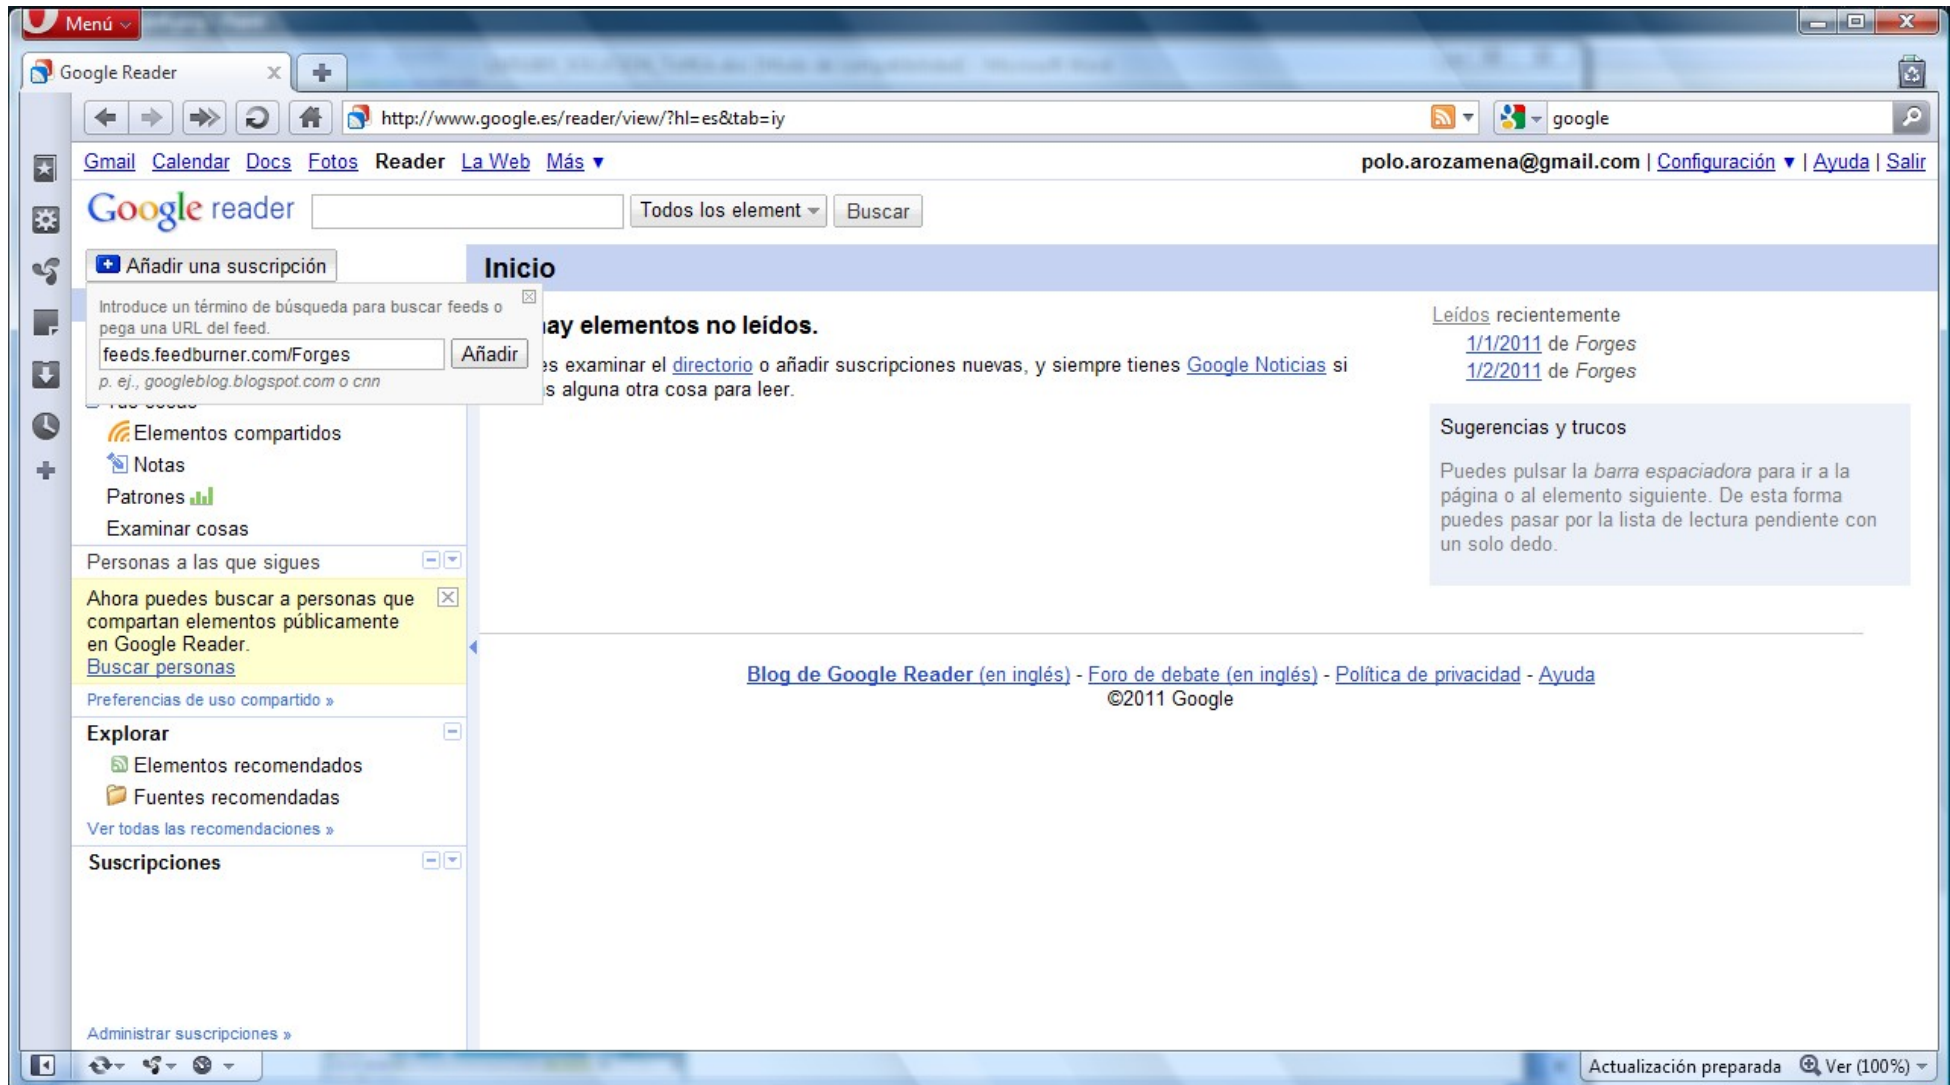 Menú
Google Reader
http://www.google.es/reader/view/?hl=es&tab=iy
google
Gmail Calendar Docs Fotos Reader La Web Más ▼
polo.arozamena@gmail.com | Configuración ▼ | Ayuda | Salir
Google reader
Todos los element
Buscar
Añadir una suscripción
Introduce un término de búsqueda para buscar feeds o
pega una URL del feed.
feeds.feedburner.com/Forges
Añadir
p. ej., googleblog.blogspot.com o cnn
Elementos compartidos
Notas
Patrones
Examinar cosas
Personas a las que sigues
Ahora puedes buscar a personas que
compartan elementos públicamente
en Google Reader.
Buscar personas
Preferencias de uso compartido »
Explorar
Elementos recomendados
Fuentes recomendadas
Ver todas las recomendaciones »
Suscripciones
Administrar suscripciones »
Inicio
hay elementos no leídos.
examinar el directorio o añadir suscripciones nuevas, y siempre tienes Google Noticias si
alguna otra cosa para leer.
Leídos recientemente
1/1/2011 de Forges
1/2/2011 de Forges
Sugerencias y trucos
Puedes pulsar la barra espaciadora para ir a la
página o al elemento siguiente. De esta forma
puedes pasar por la lista de lectura pendiente con
un solo dedo.
Blog de Google Reader (en inglés) - Foro de debate (en inglés) - Política de privacidad - Ayuda
©2011 Google
Actualización preparada
Ver (100%)